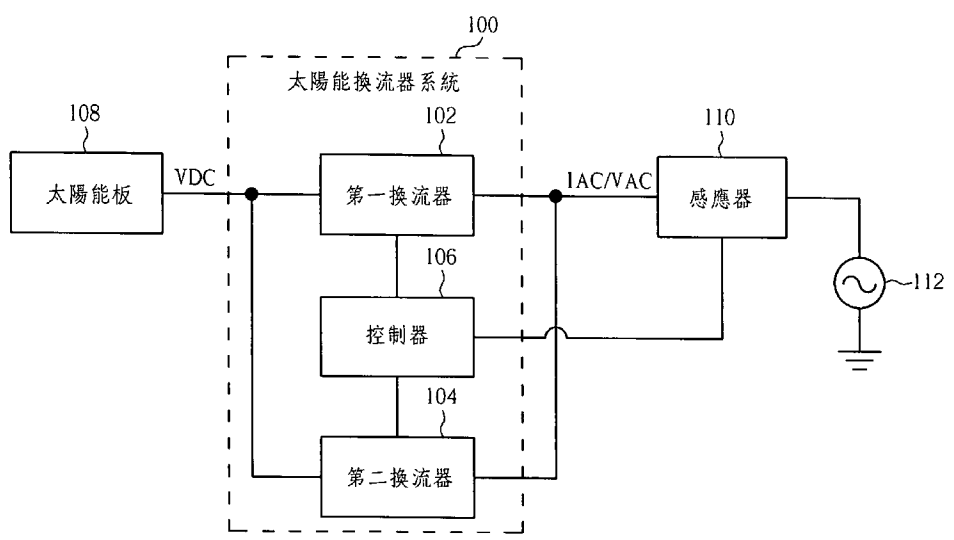 100
太陽能換流器系統
108
太陽能板
VDC
102
第一換流器
IAC/VAC
110
感應器
112
106
控制器
104
第二換流器